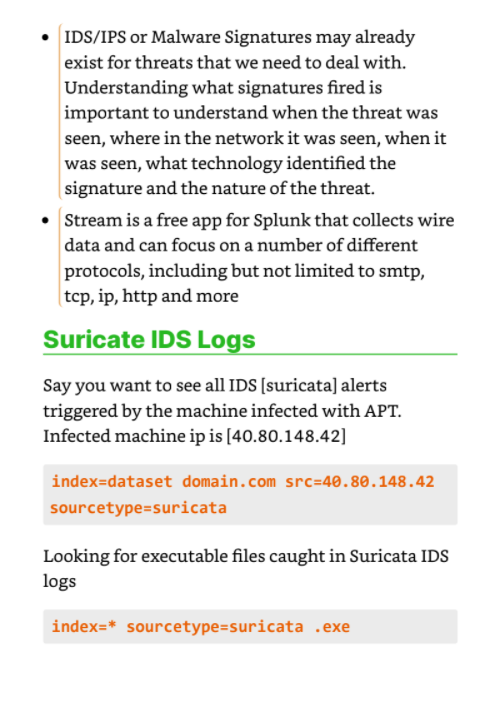 IDS/IPS or Malware Signatures may already
exist for threats that we need to deal with.
Understanding what signatures fired is
important to understand when the threat was
seen, where in the network it was seen, when it
was seen, what technology identified the
signature and the nature of the threat.
Stream is a free app for Splunk that collects wire
data and can focus on a number of different
protocols, including but not limited to smtp,
tcp, ip, http and more
Suricate IDS Logs
Say you want to see all IDS [suricata] alerts
triggered by the machine infected with APT.
Infected machine ip is [40.80.148.42]
index=dataset domain.com src=40.80.148.42
sourcetype=suricata
Looking for executable files caught in Suricata IDS
logs
index=* sourcetype=suricata .exe